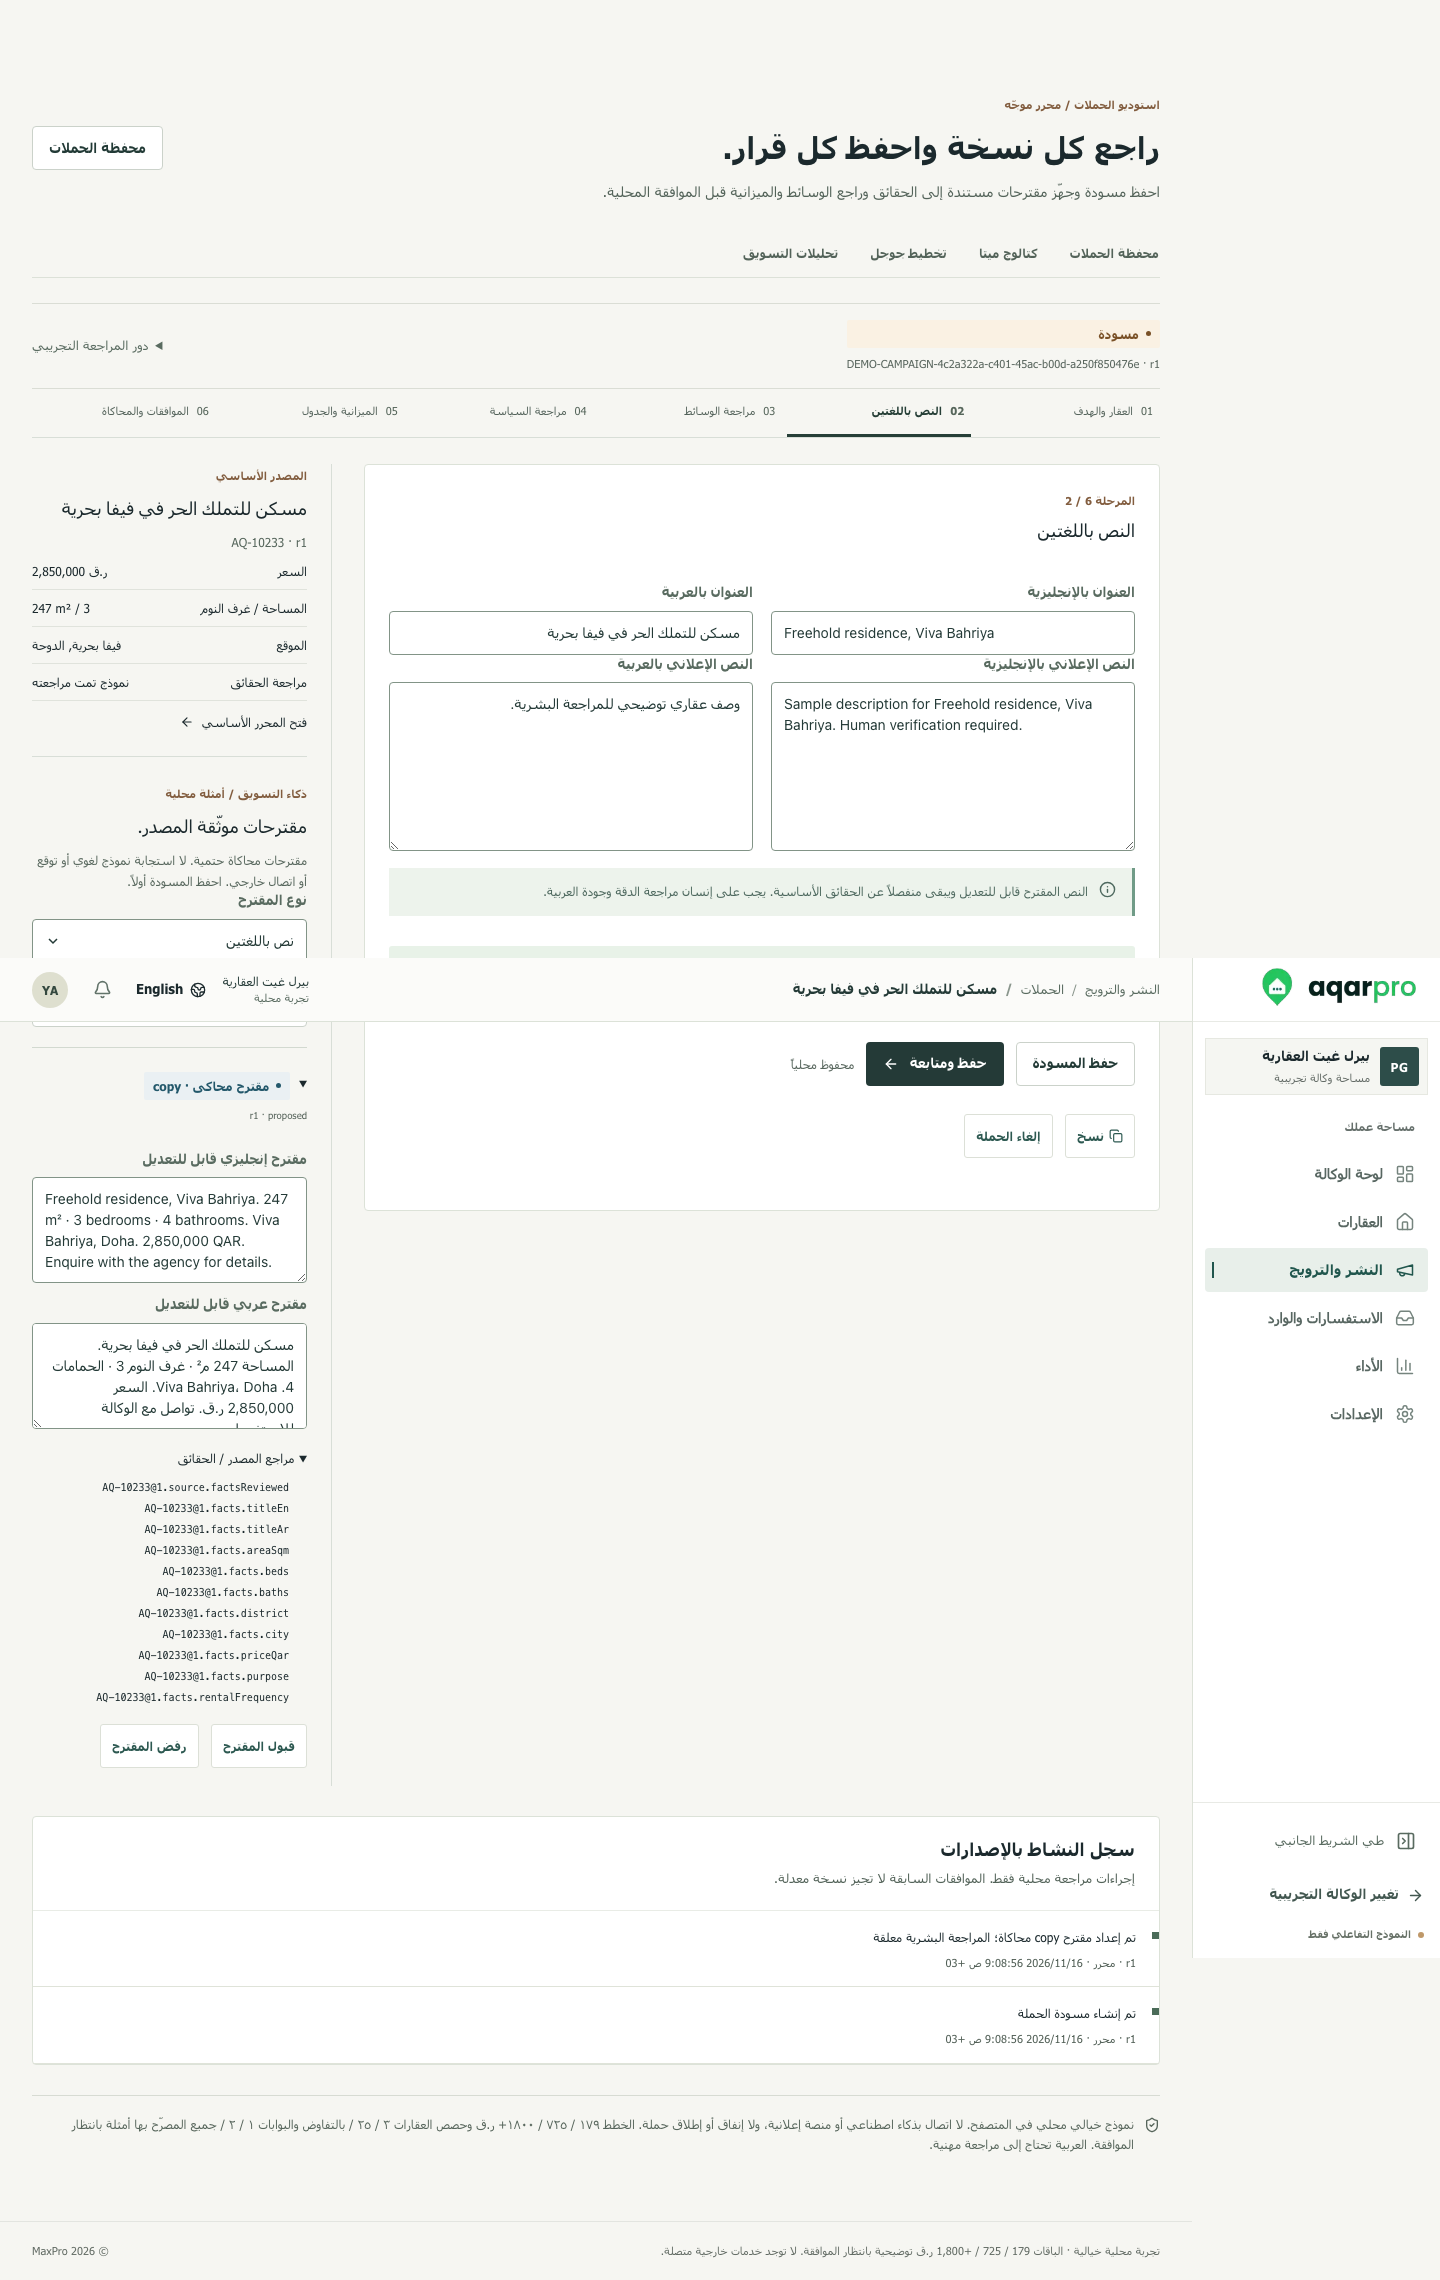 استوديو الحملات / محرر موجّه
راجع كل نسخة واحفظ كل قرار.
محفظة الحملات
احفظ مسودة وجهّز مقترحات مستندة إلى الحقائق وراجع الوسائط والميزانية قبل الموافقة المحلية.
محفظة الحملات
كتالوج ميتا
تخطيط جوجل
تحليلات التسويق
مسودة
DEMO-CAMPAIGN-4c2a322a-c401-45ac-b00d-a250f850476e · r1
دور المراجعة التجريبي
01 العقار والهدف
02 النص باللغتين
03 مراجعة الوسائط
04 مراجعة السياسة
05 الميزانية والجدول
06 الموافقات والمحاكاة
المرحلة 6 / 2
النص باللغتين
العنوان بالإنجليزية
Freehold residence, Viva Bahriya
العنوان بالعربية
مسكن للتملك الحر في فيفا بحرية
النص الإعلاني بالإنجليزية
Sample description for Freehold residence, Viva
Bahriya. Human verification required.
النص الإعلاني بالعربية
وصف عقاري توضيحي للمراجعة البشرية.
النص المقترح قابل للتعديل ويبقى منفصلاً عن الحقائق الأساسية. يجب على إنسان مراجعة الدقة وجودة العربية.
المصدر الأساسي
مسكن للتملك الحر في فيفا بحرية
AQ-10233 · r1
السعر
2,850,000 ر.ق
المساحة / غرف النوم
247 m² / 3
الموقع
فيفا بحرية, الدوحة
مراجعة الحقائق
نموذج تمت مراجعته
فتح المحرر الأساسي
ذكاء التسويق / أمثلة محلية
مقترحات موثّقة المصدر.
مقترحات محاكاة حتمية. لا استجابة نموذج لغوي أو توقع
أو اتصال خارجي. احفظ المسودة أولاً.
نوع المقترح
نص باللغتين
aqarpro
النشر والترويج / الحملات / مسكن للتملك الحر في فيفا بحرية
بيرل غيت العقارية
تجربة محلية
English
YA
PG
بيرل غيت العقارية
مساحة وكالة تجريبية
مساحة عملك
لوحة الوكالة
العقارات
النشر والترويج
الاستفسارات والوارد
الأداء
الإعدادات
طي الشريط الجانبي
تغيير الوكالة التجريبية
النموذج التفاعلي فقط
حفظ المسودة
حفظ ومتابعة
محفوظ محلياً
نسخ
إلغاء الحملة
مقترح محاكى · copy
r1 · proposed
مقترح إنجليزي قابل للتعديل
Freehold residence, Viva Bahriya. 247
m² · 3 bedrooms · 4 bathrooms. Viva
Bahriya, Doha. 2,850,000 QAR.
Enquire with the agency for details.
مقترح عربي قابل للتعديل
مسكن للتملك الحر في فيفا بحرية.
المساحة 247 م² · غرف النوم 3 · الحمامات
4. Viva Bahriya، Doha. السعر
2,850,000 ر.ق. تواصل مع الوكالة
مراجع المصدر / الحقائق
AQ-10233@1.source.factsReviewed
AQ-10233@1.facts.titleEn
AQ-10233@1.facts.titleAr
AQ-10233@1.facts.areaSqm
AQ-10233@1.facts.beds
AQ-10233@1.facts.baths
AQ-10233@1.facts.district
AQ-10233@1.facts.city
AQ-10233@1.facts.priceQar
AQ-10233@1.facts.purpose
AQ-10233@1.facts.rentalFrequency
قبول المقترح
رفض المقترح
سجل النشاط بالإصدارات
إجراءات مراجعة محلية فقط. الموافقات السابقة لا تجيز نسخة معدلة.
تم إعداد مقترح copy محاكاة؛ المراجعة البشرية معلقة
r1 · محرر · 2026/11/16 9:08:56 ص +03
تم إنشاء مسودة الحملة
r1 · محرر · 2026/11/16 9:08:56 ص +03
نموذج خيالي محلي في المتصفح. لا اتصال بذكاء اصطناعي أو منصة إعلانية، ولا إنفاق أو إطلاق حملة. الخطط ١٧٩ / ٧٢٥ / ١٨٠٠+ ر.ق وحصص العقارات ٣ / ٢٥ / بالتفاوض والبوابات ١ / ٢ / جميع المصرّح بها أمثلة بانتظار
الموافقة. العربية تحتاج إلى مراجعة مهنية.
تجربة محلية خيالية · الباقات 179 / 725 / +1,800 ر.ق توضيحية بانتظار الموافقة. لا توجد خدمات خارجية متصلة.
© 2026 MaxPro